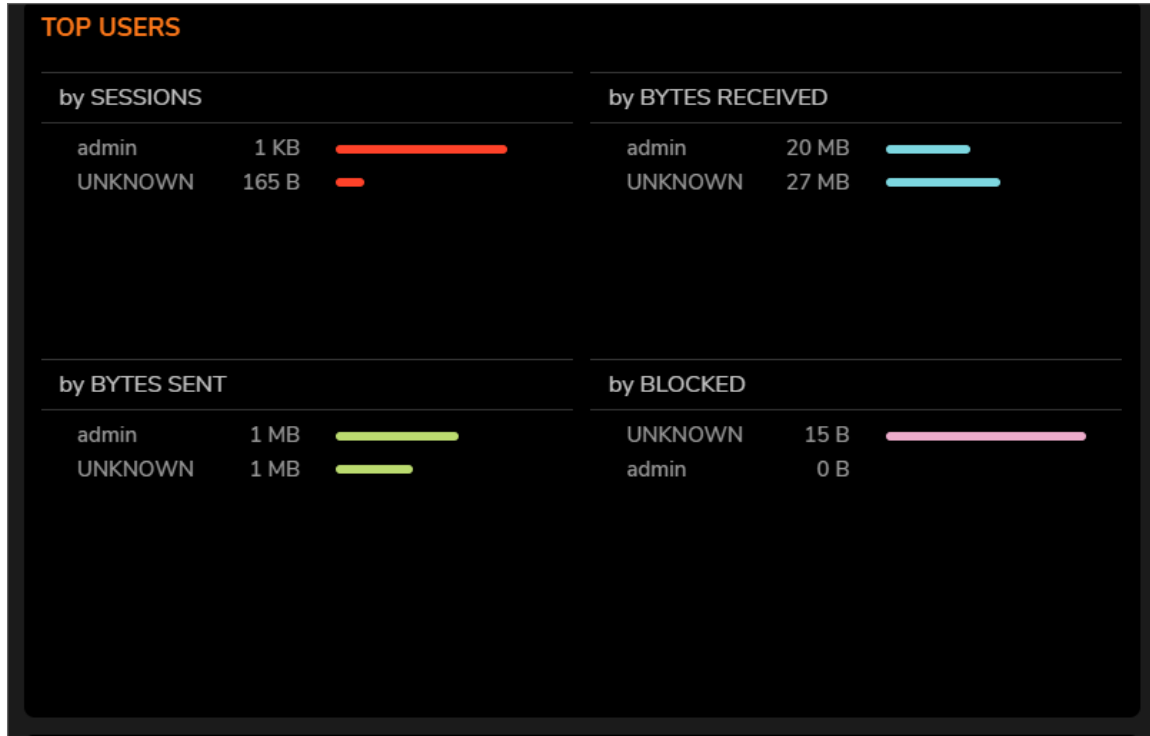 TOP USERS
by SESSIONS
admin 1 KB
UNKNOWN 165 B
by BYTES RECEIVED
admin 20 MB
UNKNOWN 27 MB
by BYTES SENT
admin 1 MB
UNKNOWN 1 MB
by BLOCKED
UNKNOWN 15 B
admin 0 B